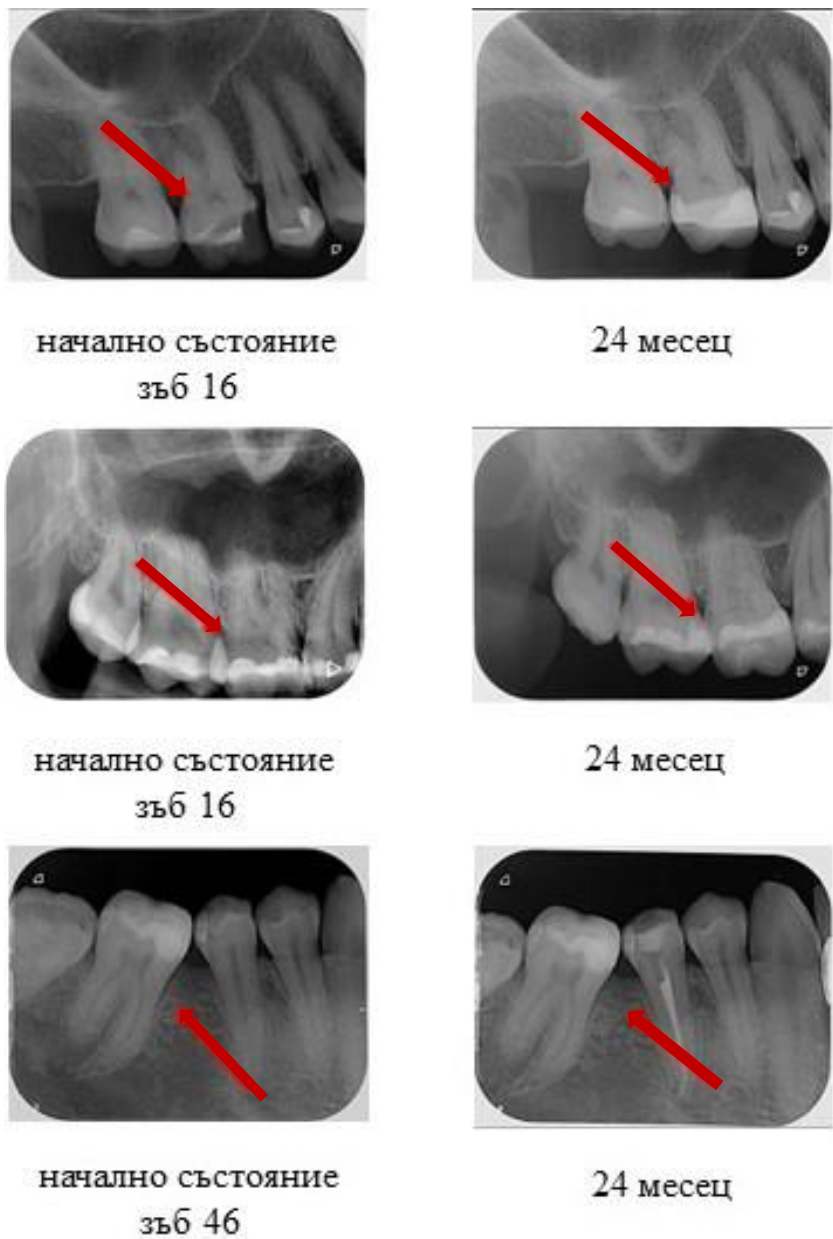 начално състояние
зъб 16
24 месец
начално състояние
зъб 16
24 месец
начално състояние
зъб 46
24 месец